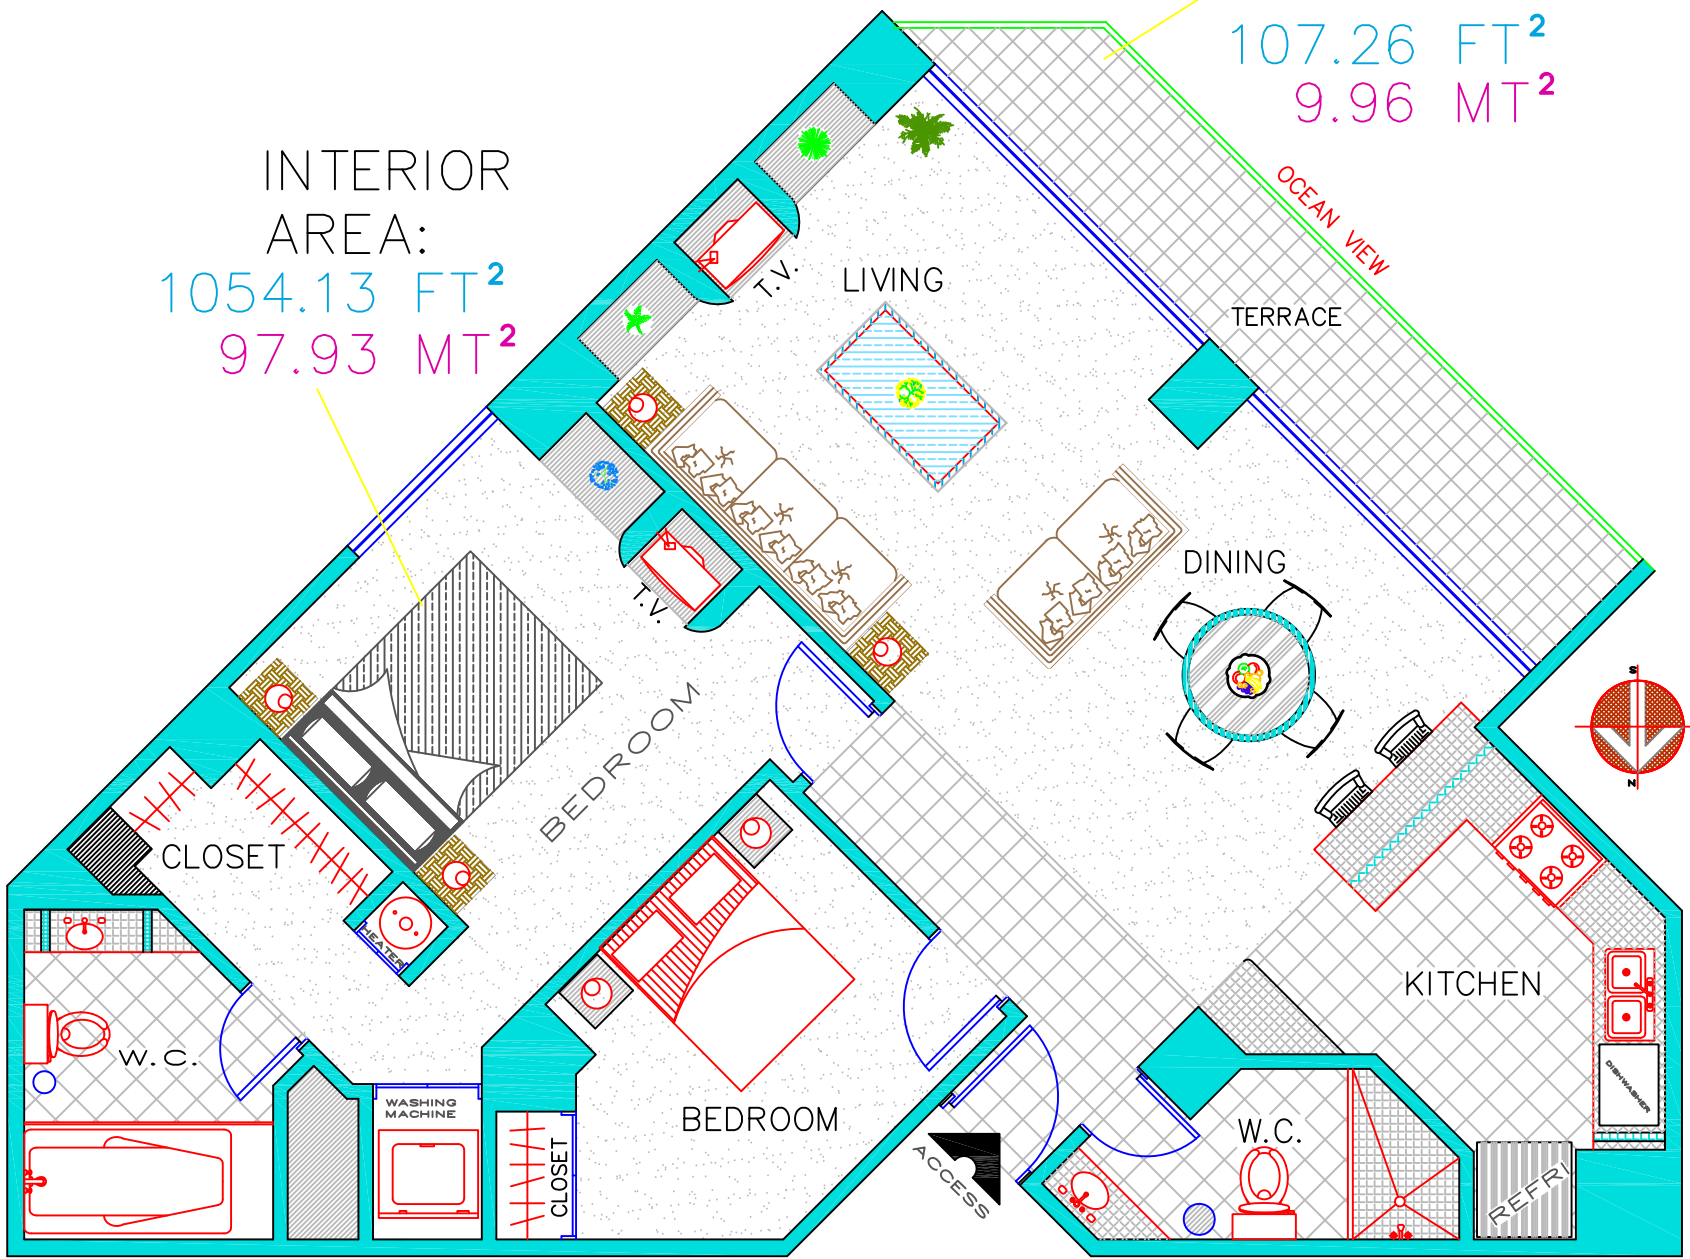 107.26 FT²
9.96 MT²
INTERIOR
AREA:
1054.13 FT²
97.93 MT²
OCEAN VIEW
T.V.
LIVING
TERRACE
DINING
T.V.
S
N
BEDROOM
CLOSET
HEATER
KITCHEN
W.C.
WASHING
MACHINE
BEDROOM
DISHWASHER
W.C.
CLOSET
ACCESS
REFRI